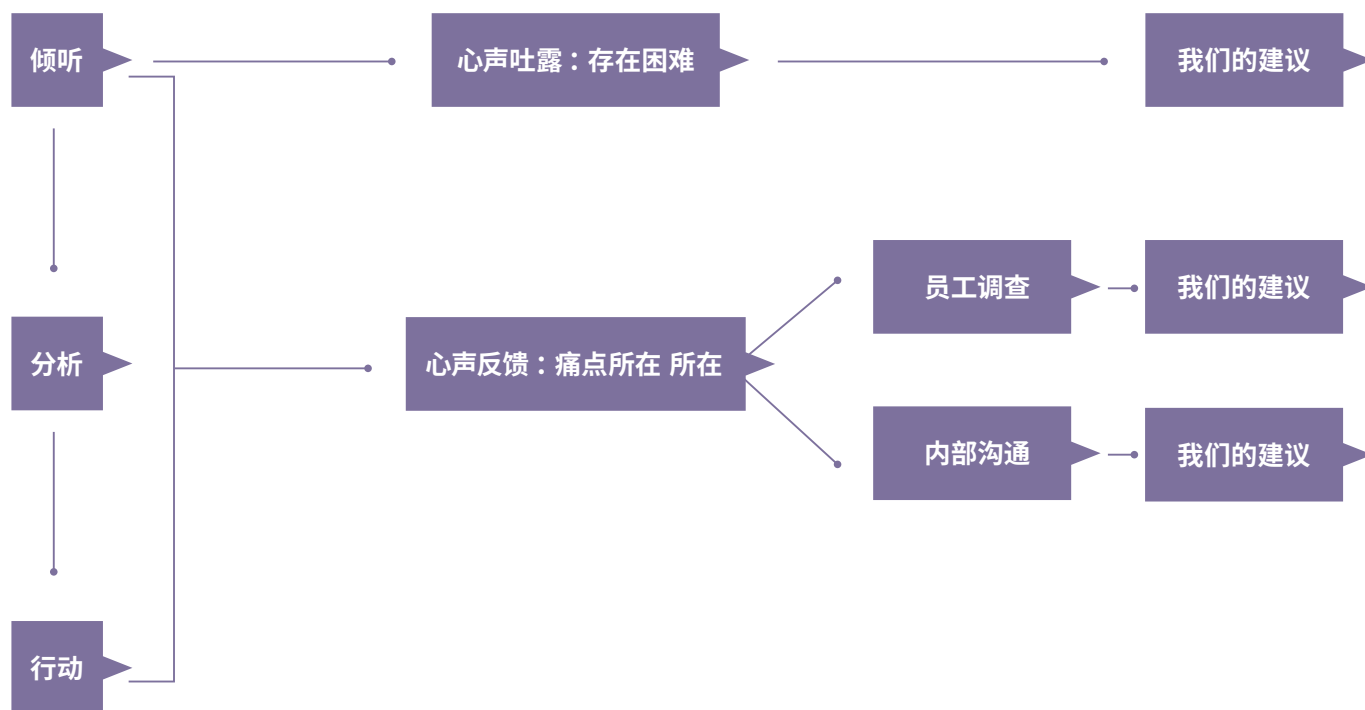 倾听
心声吐露：存在困难
我们的建议
员工调查
我们的建议
分析
心声反馈：痛点所在 所在
内部沟通
我们的建议
行动